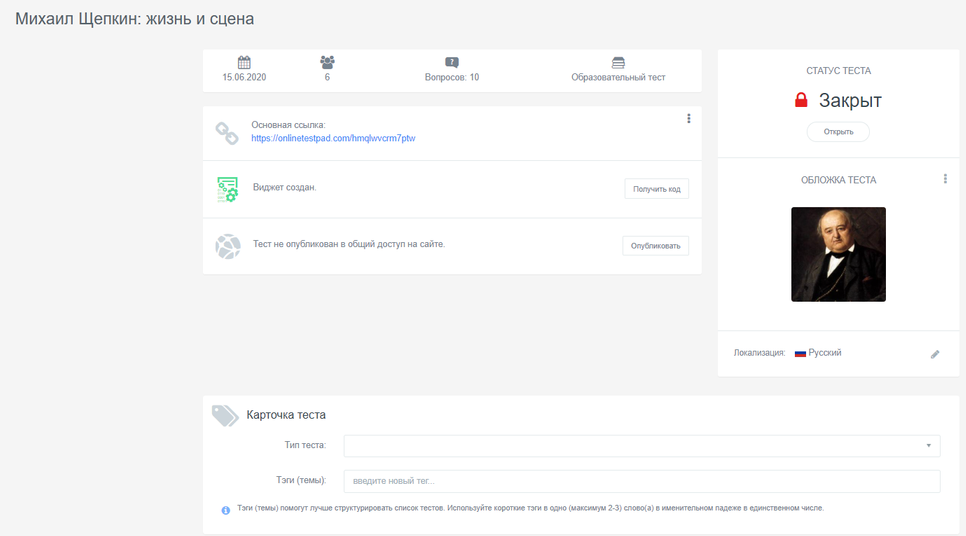 Михаил Щепкин: жизнь и сцена
15.06.2020
6
Вопросов: 10
Образовательный тест
Основная ссылка:
https://onlinetestpad.com/hmqlwvcrm7ptw
Виджет создан.
Получить код
Тест не опубликован в общий доступ на сайте.
Опубликовать
СТАТУС ТЕСТА
Закрыт
Открыть
ОБЛОЖКА ТЕСТА
Локализация: Русский
Карточка теста
Тип теста:
Тэги (темы): введите новый тег...
Тэги (темы) помогут лучше структурировать список тестов. Используйте короткие тэги в одно (максимум 2-3) слово(а) в именительном падеже в единственном числе.